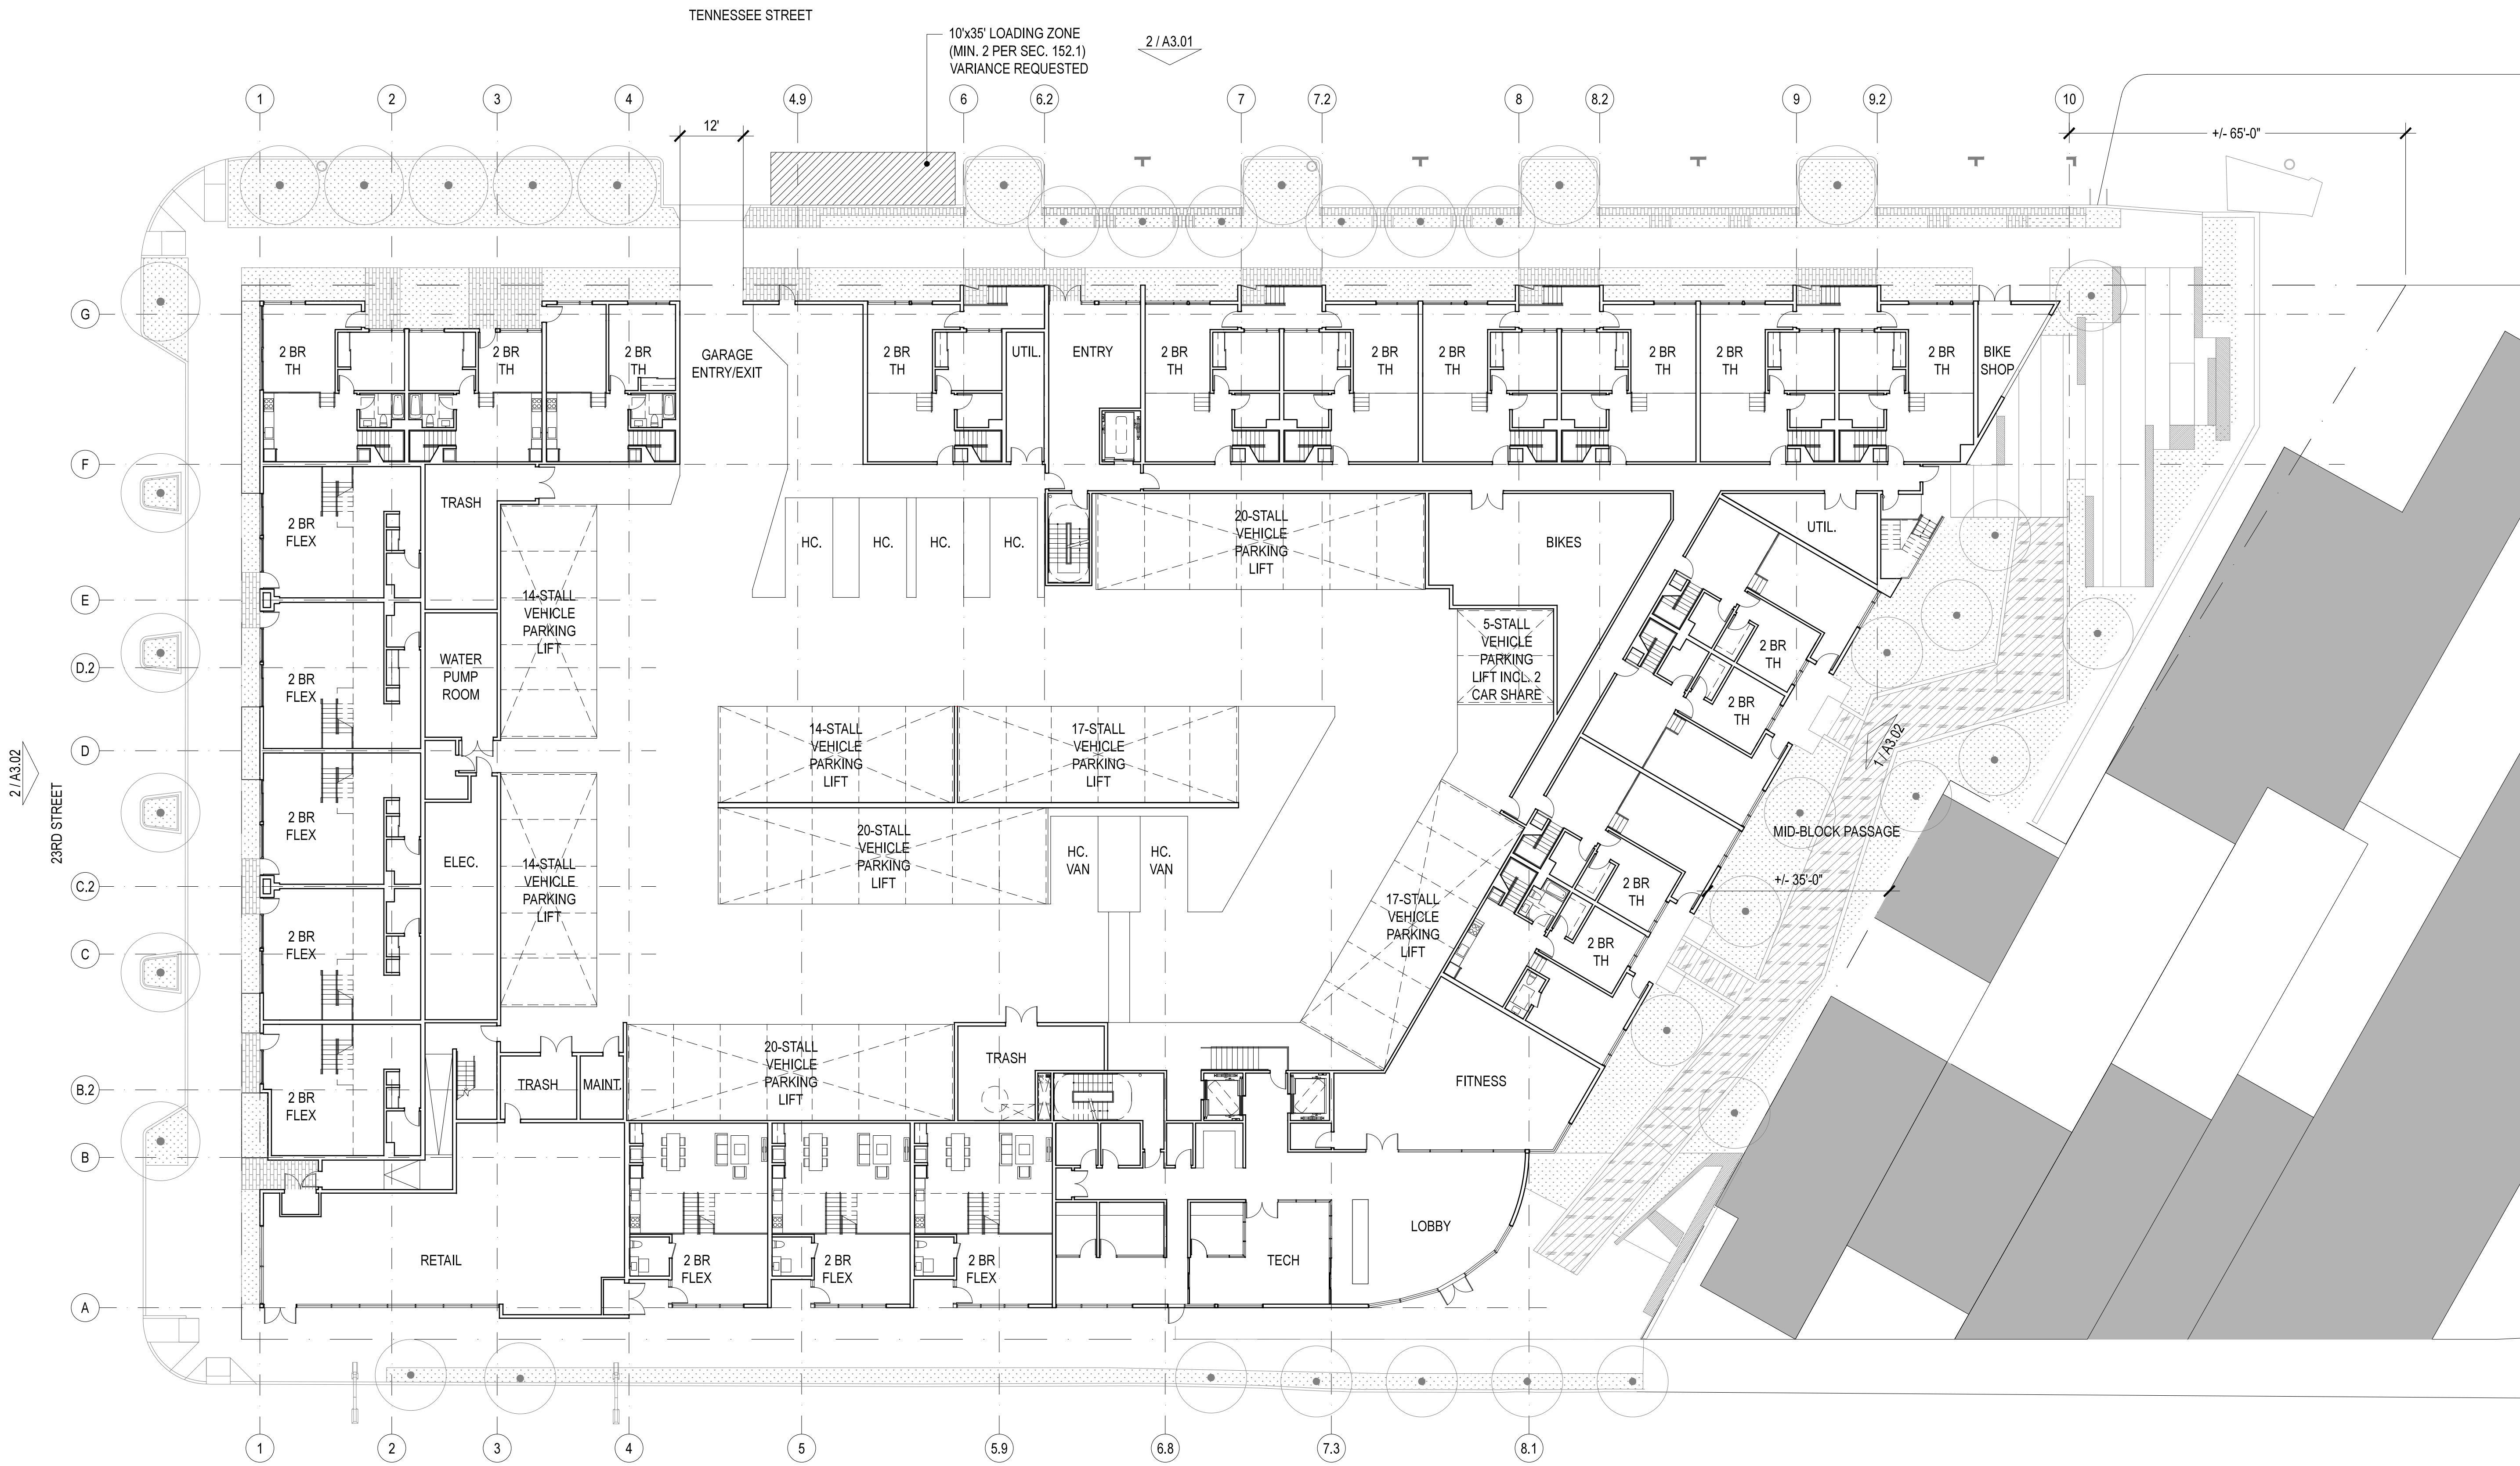 TENNESSEE STREET
10'x35' LOADING ZONE
(MIN. 2 PER SEC. 152.1)
VARIANCE REQUESTED
2 / A3.01
1
2
3
4
4.9
6
6.2
7
7.2
8
8.2
9
9.2
10
12'
+/- 65'-0"
G
2 BR
TH
2 BR
TH
2 BR
TH
GARAGE
ENTRY/EXIT
2 BR
TH
UTIL.
ENTRY
2 BR
TH
2 BR
TH
2 BR
TH
2 BR
TH
2 BR
TH
2 BR
TH
BIKE
SHOP
F
TRASH
2 BR
FLEX
HC.
HC.
HC.
HC.
20-STALL
VEHICLE
PARKING
LIFT
BIKES
UTIL.
E
14-STALL
VEHICLE
PARKING
LIFT
5-STALL
VEHICLE
PARKING
LIFT INCL. 2
CAR SHARE
2 BR
TH
D.2
2 BR
FLEX
WATER
PUMP
ROOM
2 BR
TH
D
14-STALL
VEHICLE
PARKING
LIFT
17-STALL
VEHICLE
PARKING
LIFT
1 / A3.02
2 / A3.02
23RD STREET
2 BR
FLEX
ELEC.
14-STALL
VEHICLE
PARKING
LIFT
20-STALL
VEHICLE
PARKING
LIFT
HC.
VAN
HC.
VAN
MID-BLOCK PASSAGE
C.2
2 BR
TH
+/- 35'-0"
17-STALL
VEHICLE
PARKING
LIFT
2 BR
FLEX
C
2 BR
TH
20-STALL
VEHICLE
PARKING
LIFT
TRASH
B.2
2 BR
FLEX
TRASH
MAINT.
FITNESS
B
RETAIL
2 BR
FLEX
2 BR
FLEX
2 BR
FLEX
TECH
LOBBY
A
1
2
3
4
5
5.9
6.8
7.3
8.1